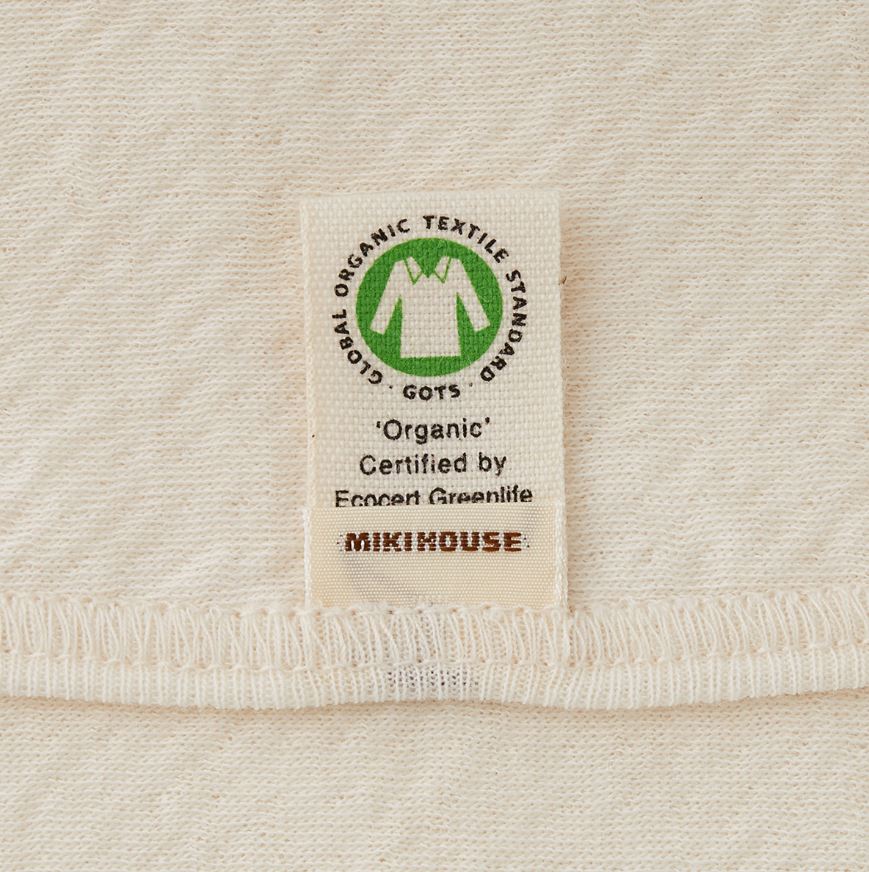 GLOBAL ORGANIC TEXTILE STANDARD
· GOTS ·
‘Organic’
Certified by
Ecocert Greenlife
MIKIHOUSE